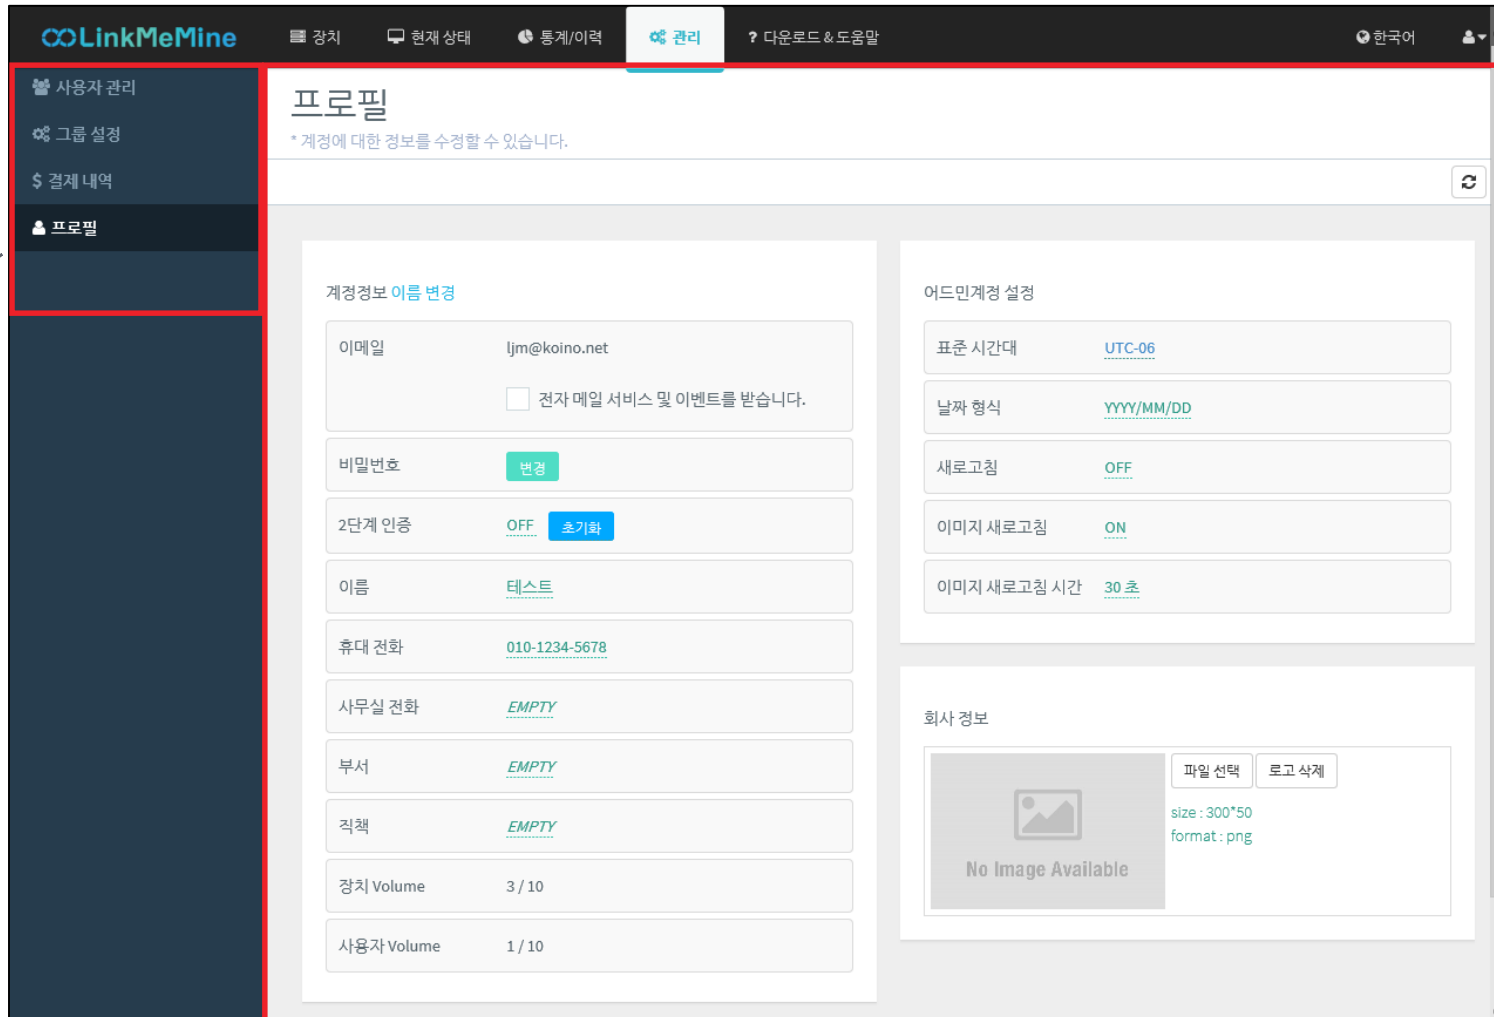 LinkMeMine
장치
현재 상태
통계/이력
관리
? 다운로드 & 도움말
한국어
사용자 관리
그룹 설정
$ 결제 내역
프로필
프로필
* 계정에 대한 정보를 수정할 수 있습니다.
계정정보 이름 변경
이메일 ljm@koino.net
전자 메일 서비스 및 이벤트를 받습니다.
비밀번호 변경
2단계 인증 OFF 초기화
이름 테스트
휴대 전화 010-1234-5678
사무실 전화 EMPTY
부서 EMPTY
직책 EMPTY
장치 Volume 3 / 10
사용자 Volume 1 / 10
어드민계정 설정
표준 시간대 UTC-06
날짜 형식 YYYY/MM/DD
새로고침 OFF
이미지 새로고침 ON
이미지 새로고침 시간 30 초
회사 정보
No Image Available
파일 선택 로고 삭제
size : 300*50
format : png